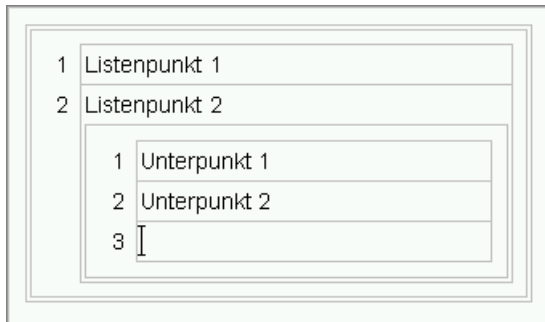 1 Listenpunkt 1
2 Listenpunkt 2
1 Unterpunkt 1
2 Unterpunkt 2
3